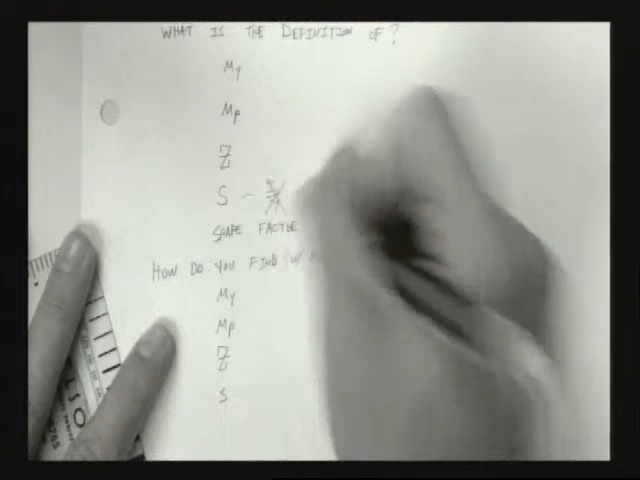 WHAT IS THE DEFINITION OF?
My
Mp
Z
S -
SHAPE FACTOR
HOW DO YOU FIND
My
Mp
Z
S